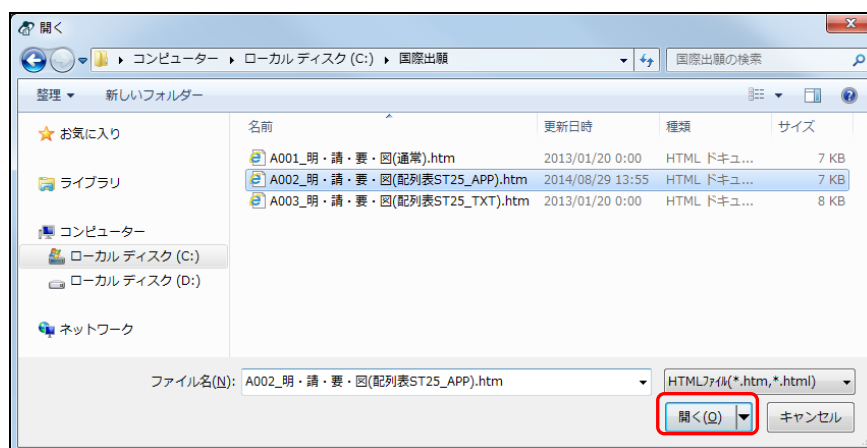 開く
コンピューター ▸ ローカル ディスク (C:) ▸ 国際出願
国際出願の検索
整理 ▼ 新しいフォルダー
お気に入り
ライブラリ
コンピューター
ローカル ディスク (C:)
ローカル ディスク (D:)
ネットワーク
名前 更新日時 種類 サイズ
A001_明・請・要・図(通常).htm 2013/01/20 0:00 HTML ドキュ... 7 KB
A002_明・請・要・図(配列表ST25_APP).htm 2014/08/29 13:55 HTML ドキュ... 7 KB
A003_明・請・要・図(配列表ST25_TXT).htm 2013/01/20 0:00 HTML ドキュ... 8 KB
ファイル名(N): A002_明・請・要・図(配列表ST25_APP).htm HTMLファイル(*.htm,*.html)
開く(O) キャンセル